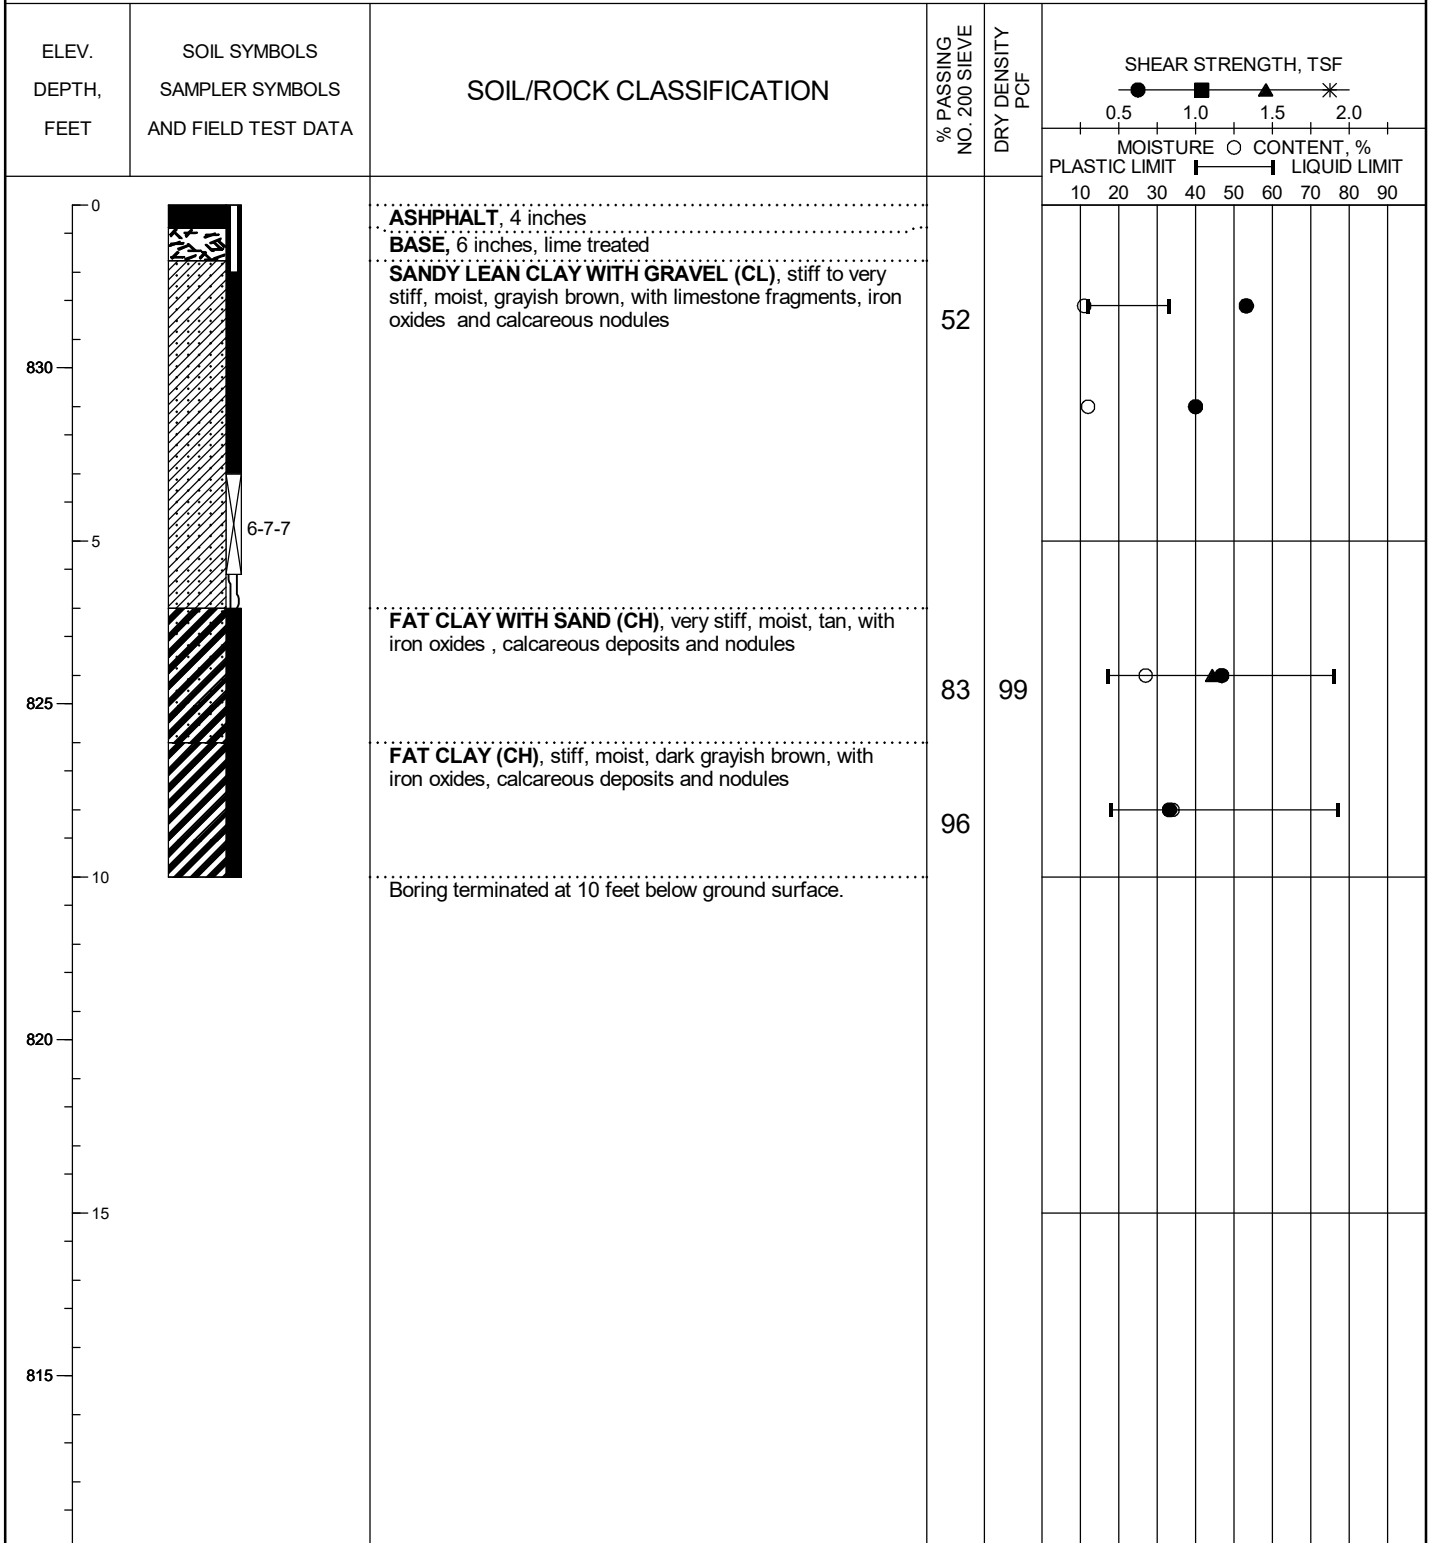 ELEV.
DEPTH,
FEET
SOIL SYMBOLS
SAMPLER SYMBOLS
AND FIELD TEST DATA
SOIL/ROCK CLASSIFICATION
% PASSING
NO. 200 SIEVE
DRY DENSITY
PCF
SHEAR STRENGTH, TSF
0.5 1.0 1.5 2.0
MOISTURE CONTENT, %
PLASTIC LIMIT LIQUID LIMIT
10 20 30 40 50 60 70 80 90
0
ASHPHALT, 4 inches
BASE, 6 inches, lime treated
SANDY LEAN CLAY WITH GRAVEL (CL), stiff to very
stiff, moist, grayish brown, with limestone fragments, iron
oxides and calcareous nodules
52
830
6-7-7
5
FAT CLAY WITH SAND (CH), very stiff, moist, tan, with
iron oxides , calcareous deposits and nodules
83 99
825
FAT CLAY (CH), stiff, moist, dark grayish brown, with
iron oxides, calcareous deposits and nodules
96
10
Boring terminated at 10 feet below ground surface.
820
15
815